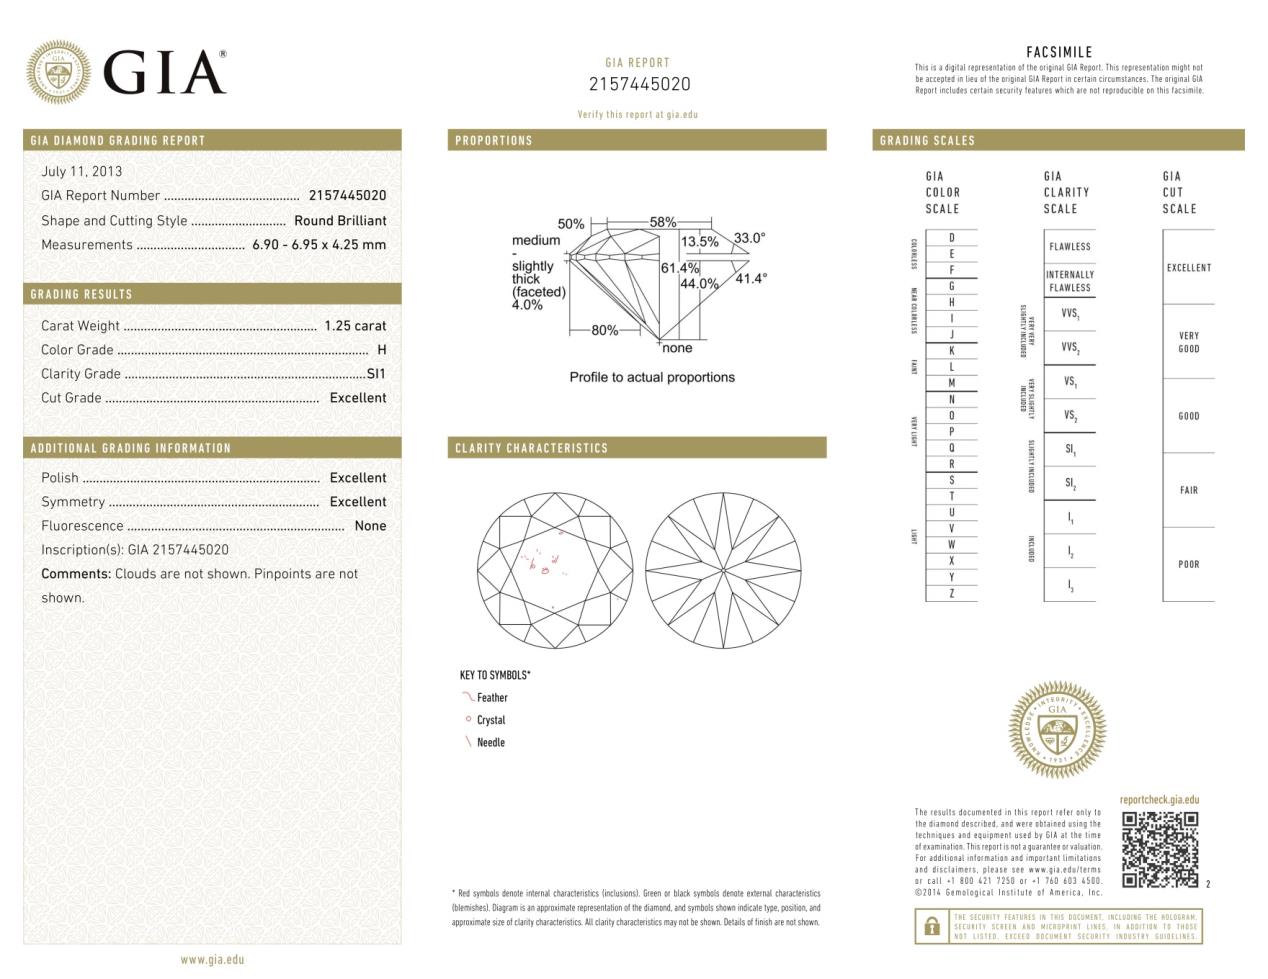 GIA®
GIA REPORT
2157445020
Verify this report at gia.edu
FACSIMILE
This is a digital representation of the original GIA Report. This representation might not
be accepted in lieu of the original GIA Report in certain circumstances. The original GIA
Report includes certain security features which are not reproducible on this facsimile.
GIA DIAMOND GRADING REPORT
July 11, 2013
GIA Report Number ........................................ 2157445020
Shape and Cutting Style ............................ Round Brilliant
Measurements ................................ 6.90 - 6.95 x 4.25 mm
GRADING RESULTS
Carat Weight ......................................................... 1.25 carat
Color Grade .......................................................................... H
Clarity Grade .......................................................................SI1
Cut Grade ............................................................... Excellent
ADDITIONAL GRADING INFORMATION
Polish ...................................................................... Excellent
Symmetry .............................................................. Excellent
Fluorescence ................................................................ None
Inscription(s): GIA 2157445020
Comments: Clouds are not shown. Pinpoints are not
shown.
www.gia.edu
PROPORTIONS
50%
58%
medium
-
slightly
thick
(faceted)
4.0%
13.5%
33.0°
61.4%
44.0%
41.4°
80%
none
Profile to actual proportions
CLARITY CHARACTERISTICS
KEY TO SYMBOLS*
Feather
Crystal
Needle
* Red symbols denote internal characteristics (inclusions). Green or black symbols denote external characteristics
(blemishes). Diagram is an approximate representation of the diamond, and symbols shown indicate type, position, and
approximate size of clarity characteristics. All clarity characteristics may not be shown. Details of finish are not shown.
GRADING SCALES
GIA
COLOR
SCALE
COLORLESS
D
E
F
NEAR COLORLESS
G
H
I
J
FAINT
K
L
M
VERY LIGHT
N
O
P
Q
R
LIGHT
S
T
U
V
W
X
Y
Z
GIA
CLARITY
SCALE
FLAWLESS
INTERNALLY
FLAWLESS
VERY VERY
SLIGHTLY INCLUDED
VVS1
VVS2
VERY SLIGHTLY
INCLUDED
VS1
VS2
SLIGHTLY INCLUDED
SI1
SI2
INCLUDED
I1
I2
I3
GIA
CUT
SCALE
EXCELLENT
VERY
GOOD
GOOD
FAIR
POOR
KNOWLEDGE • INTEGRITY • EXCELLENCE
GIA
• 1931 •
reportcheck.gia.edu
The results documented in this report refer only to
the diamond described, and were obtained using the
techniques and equipment used by GIA at the time
of examination. This report is not a guarantee or valuation.
For additional information and important limitations
and disclaimers, please see www.gia.edu/terms
or call +1 800 421 7250 or +1 760 603 4500.
©2014 Gemological Institute of America, Inc.
2
THE SECURITY FEATURES IN THIS DOCUMENT, INCLUDING THE HOLOGRAM,
SECURITY SCREEN AND MICROPRINT LINES, IN ADDITION TO THOSE
NOT LISTED, EXCEED DOCUMENT SECURITY INDUSTRY GUIDELINES.